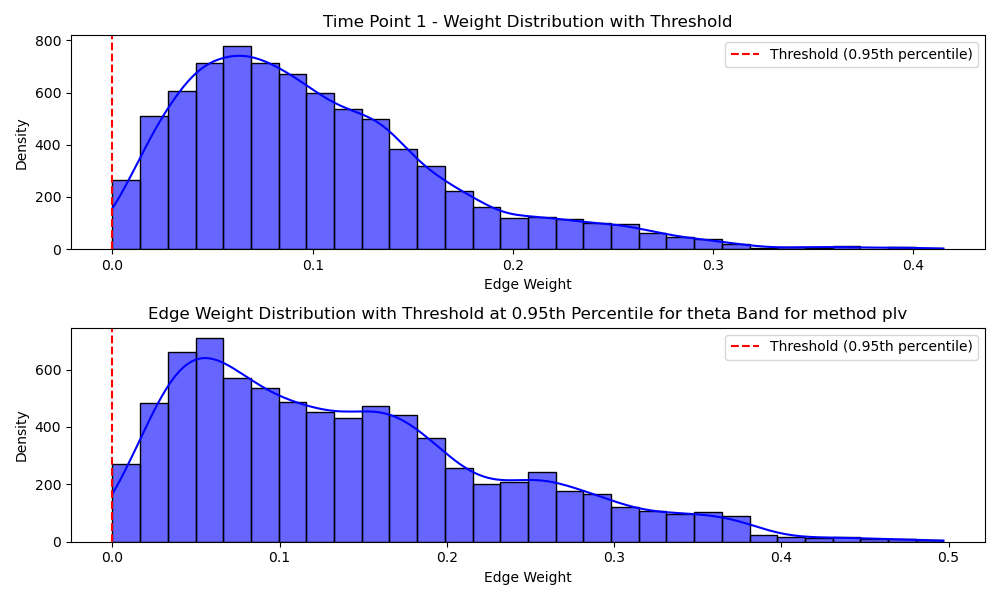 Time Point 1 - Weight Distribution with Threshold
Threshold (0.95th percentile)
Density
800
600
400
200
0
0.0 0.1 0.2 0.3 0.4
Edge Weight
Edge Weight Distribution with Threshold at 0.95th Percentile for theta Band for method plv
Threshold (0.95th percentile)
Density
600
400
200
0
0.0 0.1 0.2 0.3 0.4 0.5
Edge Weight